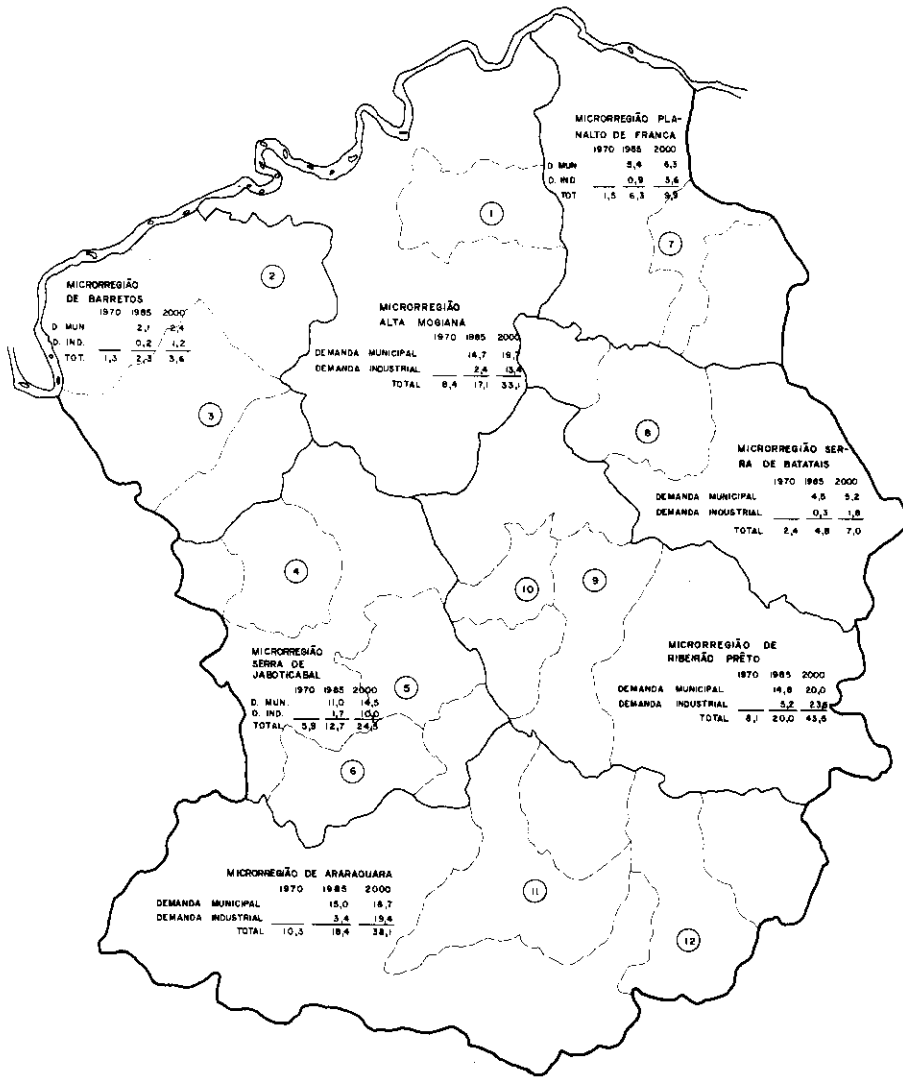 MICRORREGIÃO PLA-
NALTO DE FRANCA
1970 1985 2000
D MUN 5,4 6,3
D. IND 0,9 3,6
TOT 1,5 6,3 9,9
1
7
2
MICRORREGIÃO
DE BARRETOS
1970 1985 2000
D MUN 2,1 2,4
D. IND. 0,2 1,2
TOT. 1,3 2,3 3,6
MICRORREGIÃO
ALTA MOGIANA
1970 1985 2000
DEMANDA MUNICIPAL 14,7 19,7
DEMANDA INDUSTRIAL 2,4 13,4
TOTAL 8,4 17,1 33,1
3
8
MICRORREGIÃO SER-
RA DE BATATAIS
1970 1985 2000
DEMANDA MUNICIPAL 4,5 5,2
DEMANDA INDUSTRIAL 0,3 1,8
TOTAL 2,4 4,8 7,0
4
10
9
MICRORREGIÃO
SERRA DE
JABOTICABAL
1970 1985 2000
D. MUN. 11,0 14,5
D. IND. 1,7 10,0
TOTAL 5,9 12,7 24,5
5
6
MICRORREGIÃO DE
RIBEIRÃO PRÊTO
1970 1985 2000
DEMANDA MUNICIPAL 14,8 20,0
DEMANDA INDUSTRIAL 5,2 23,6
TOTAL 8,1 20,0 43,6
MICRORREGIÃO DE ARARAQUARA
1970 1985 2000
DEMANDA MUNICIPAL 15,0 18,7
DEMANDA INDUSTRIAL 3,4 19,4
TOTAL 10,3 18,4 38,1
11
12